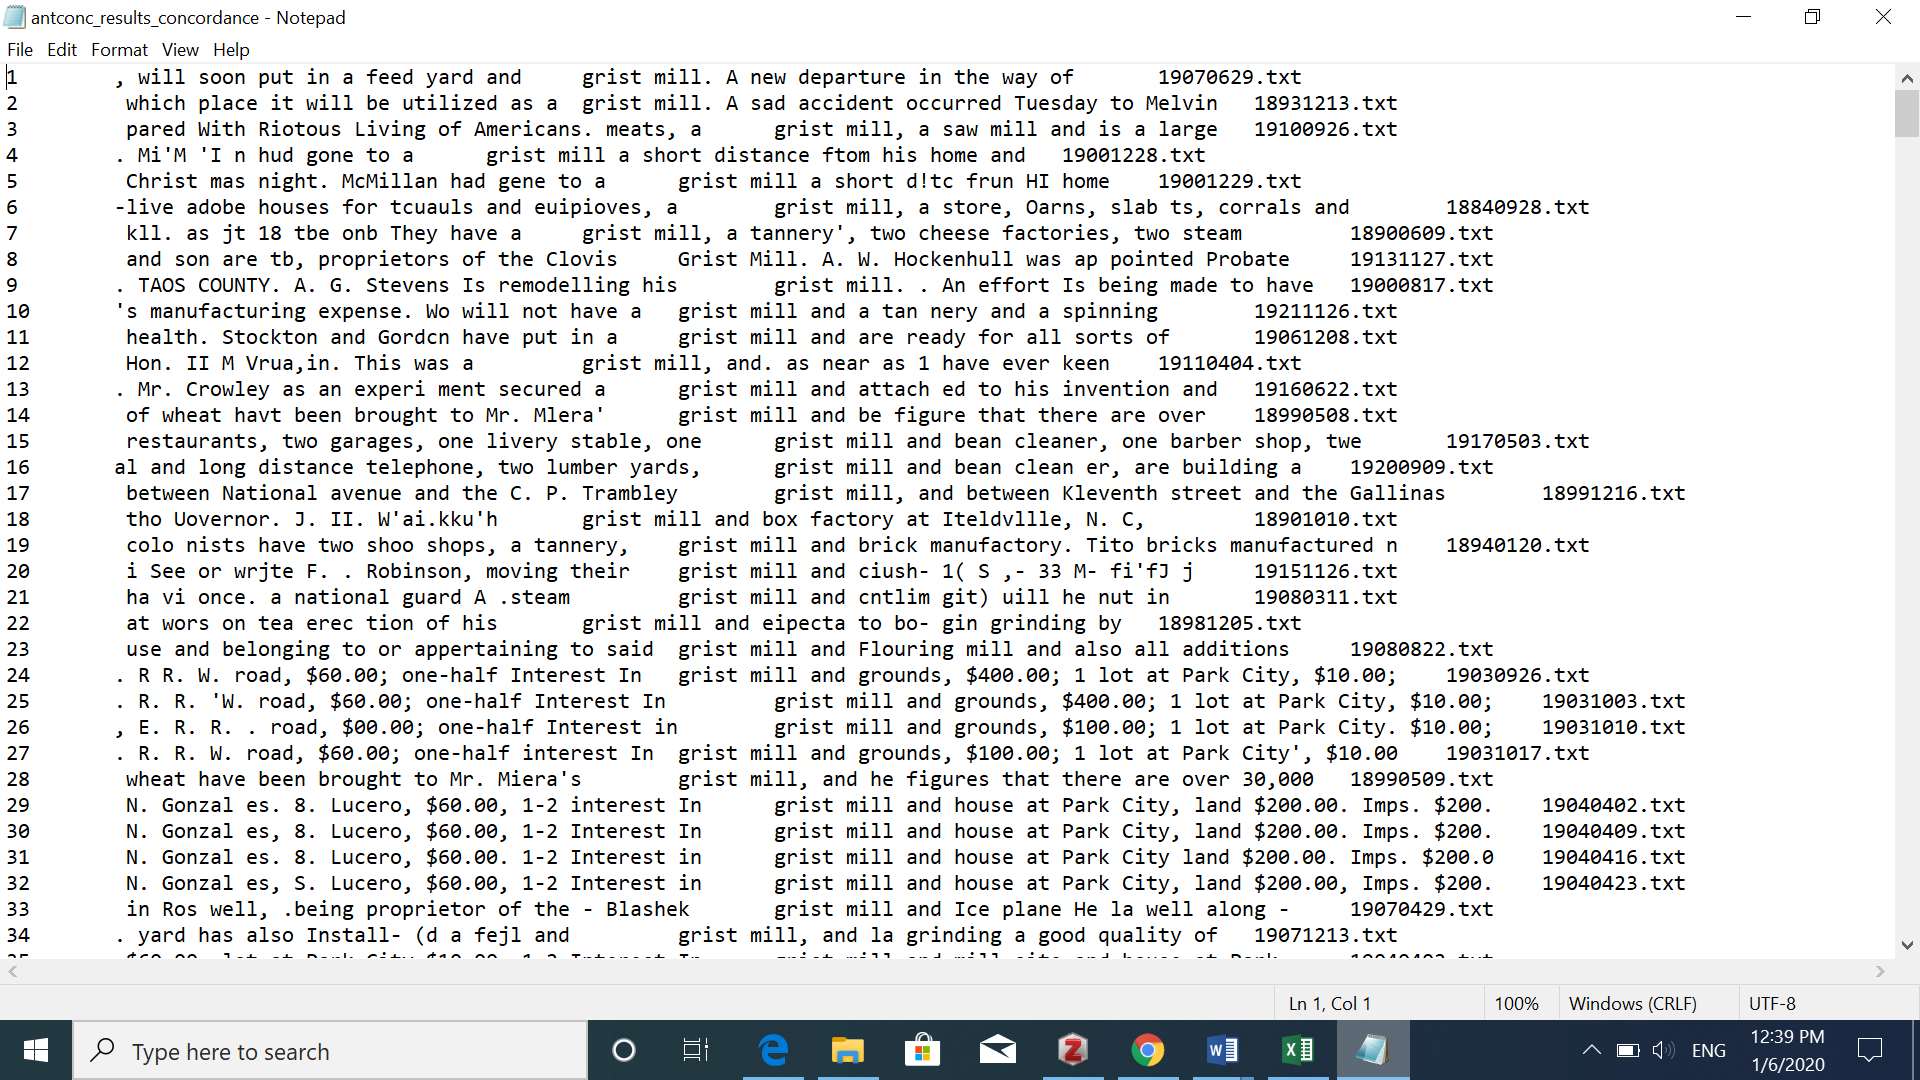 antconc_results_concordance - Notepad
File Edit Format View Help
1 , will soon put in a feed yard and grist mill. A new departure in the way of 19070629.txt
2 which place it will be utilized as a grist mill. A sad accident occurred Tuesday to Melvin 18931213.txt
3 pared With Riotous Living of Americans. meats, a grist mill, a saw mill and is a large 19100926.txt
4 . Mi'M 'I n hud gone to a grist mill a short distance ftom his home and 19001228.txt
5 Christ mas night. McMillan had gene to a grist mill a short d!tc frun HI home 19001229.txt
6 -live adobe houses for tcuauls and euipioves, a grist mill, a store, Oarns, slab ts, corrals and 18840928.txt
7 kll. as jt 18 tbe onb They have a grist mill, a tannery', two cheese factories, two steam 18900609.txt
8 and son are tb, proprietors of the Clovis Grist Mill. A. W. Hockenhull was ap pointed Probate 19131127.txt
9 . TAOS COUNTY. A. G. Stevens Is remodelling his grist mill. . An effort Is being made to have 19000817.txt
10 's manufacturing expense. Wo will not have a grist mill and a tan nery and a spinning 19211126.txt
11 health. Stockton and Gordcn have put in a grist mill and are ready for all sorts of 19061208.txt
12 Hon. II M Vrua,in. This was a grist mill, and. as near as 1 have ever keen 19110404.txt
13 . Mr. Crowley as an experi ment secured a grist mill and attach ed to his invention and 19160622.txt
14 of wheat havt been brought to Mr. Mlera' grist mill and be figure that there are over 18990508.txt
15 restaurants, two garages, one livery stable, one grist mill and bean cleaner, one barber shop, twe 19170503.txt
16 al and long distance telephone, two lumber yards, grist mill and bean clean er, are building a 19200909.txt
17 between National avenue and the C. P. Trambley grist mill, and between Kleventh street and the Gallinas 18991216.txt
18 tho Uovernor. J. II. W'ai.kku'h grist mill and box factory at Iteldvllle, N. C, 18901010.txt
19 colo nists have two shoo shops, a tannery, grist mill and brick manufactory. Tito bricks manufactured n 18940120.txt
20 i See or wrjte F. . Robinson, moving their grist mill and ciush- 1( S ,- 33 M- fi'fJ j 19151126.txt
21 ha vi once. a national guard A .steam grist mill and cntlim git) uill he nut in 19080311.txt
22 at wors on tea erec tion of his grist mill and eipecta to bo- gin grinding by 18981205.txt
23 use and belonging to or appertaining to said grist mill and Flouring mill and also all additions 19080822.txt
24 . R R. W. road, $60.00; one-half Interest In grist mill and grounds, $400.00; 1 lot at Park City, $10.00; 19030926.txt
25 . R. R. 'W. road, $60.00; one-half Interest In grist mill and grounds, $400.00; 1 lot at Park City, $10.00; 19031003.txt
26 , E. R. R. . road, $00.00; one-half Interest in grist mill and grounds, $100.00; 1 lot at Park City. $10.00; 19031010.txt
27 . R. R. W. road, $60.00; one-half interest In grist mill and grounds, $100.00; 1 lot at Park City', $10.00 19031017.txt
28 wheat have been brought to Mr. Miera's grist mill, and he figures that there are over 30,000 18990509.txt
29 N. Gonzal es. 8. Lucero, $60.00, 1-2 interest In grist mill and house at Park City, land $200.00. Imps. $200. 19040402.txt
30 N. Gonzal es, 8. Lucero, $60.00, 1-2 Interest In grist mill and house at Park City, land $200.00. Imps. $200. 19040409.txt
31 N. Gonzal es. 8. Lucero, $60.00. 1-2 Interest in grist mill and house at Park City land $200.00. Imps. $200.0 19040416.txt
32 N. Gonzal es, S. Lucero, $60.00, 1-2 Interest in grist mill and house at Park City, land $200.00, Imps. $200. 19040423.txt
33 in Ros well, .being proprietor of the - Blashek grist mill and Ice plane He la well along - 19070429.txt
34 . yard has also Install- (d a fejl and grist mill, and la grinding a good quality of 19071213.txt
Ln 1, Col 1 100% Windows (CRLF) UTF-8
Type here to search
ENG
12:39 PM
1/6/2020